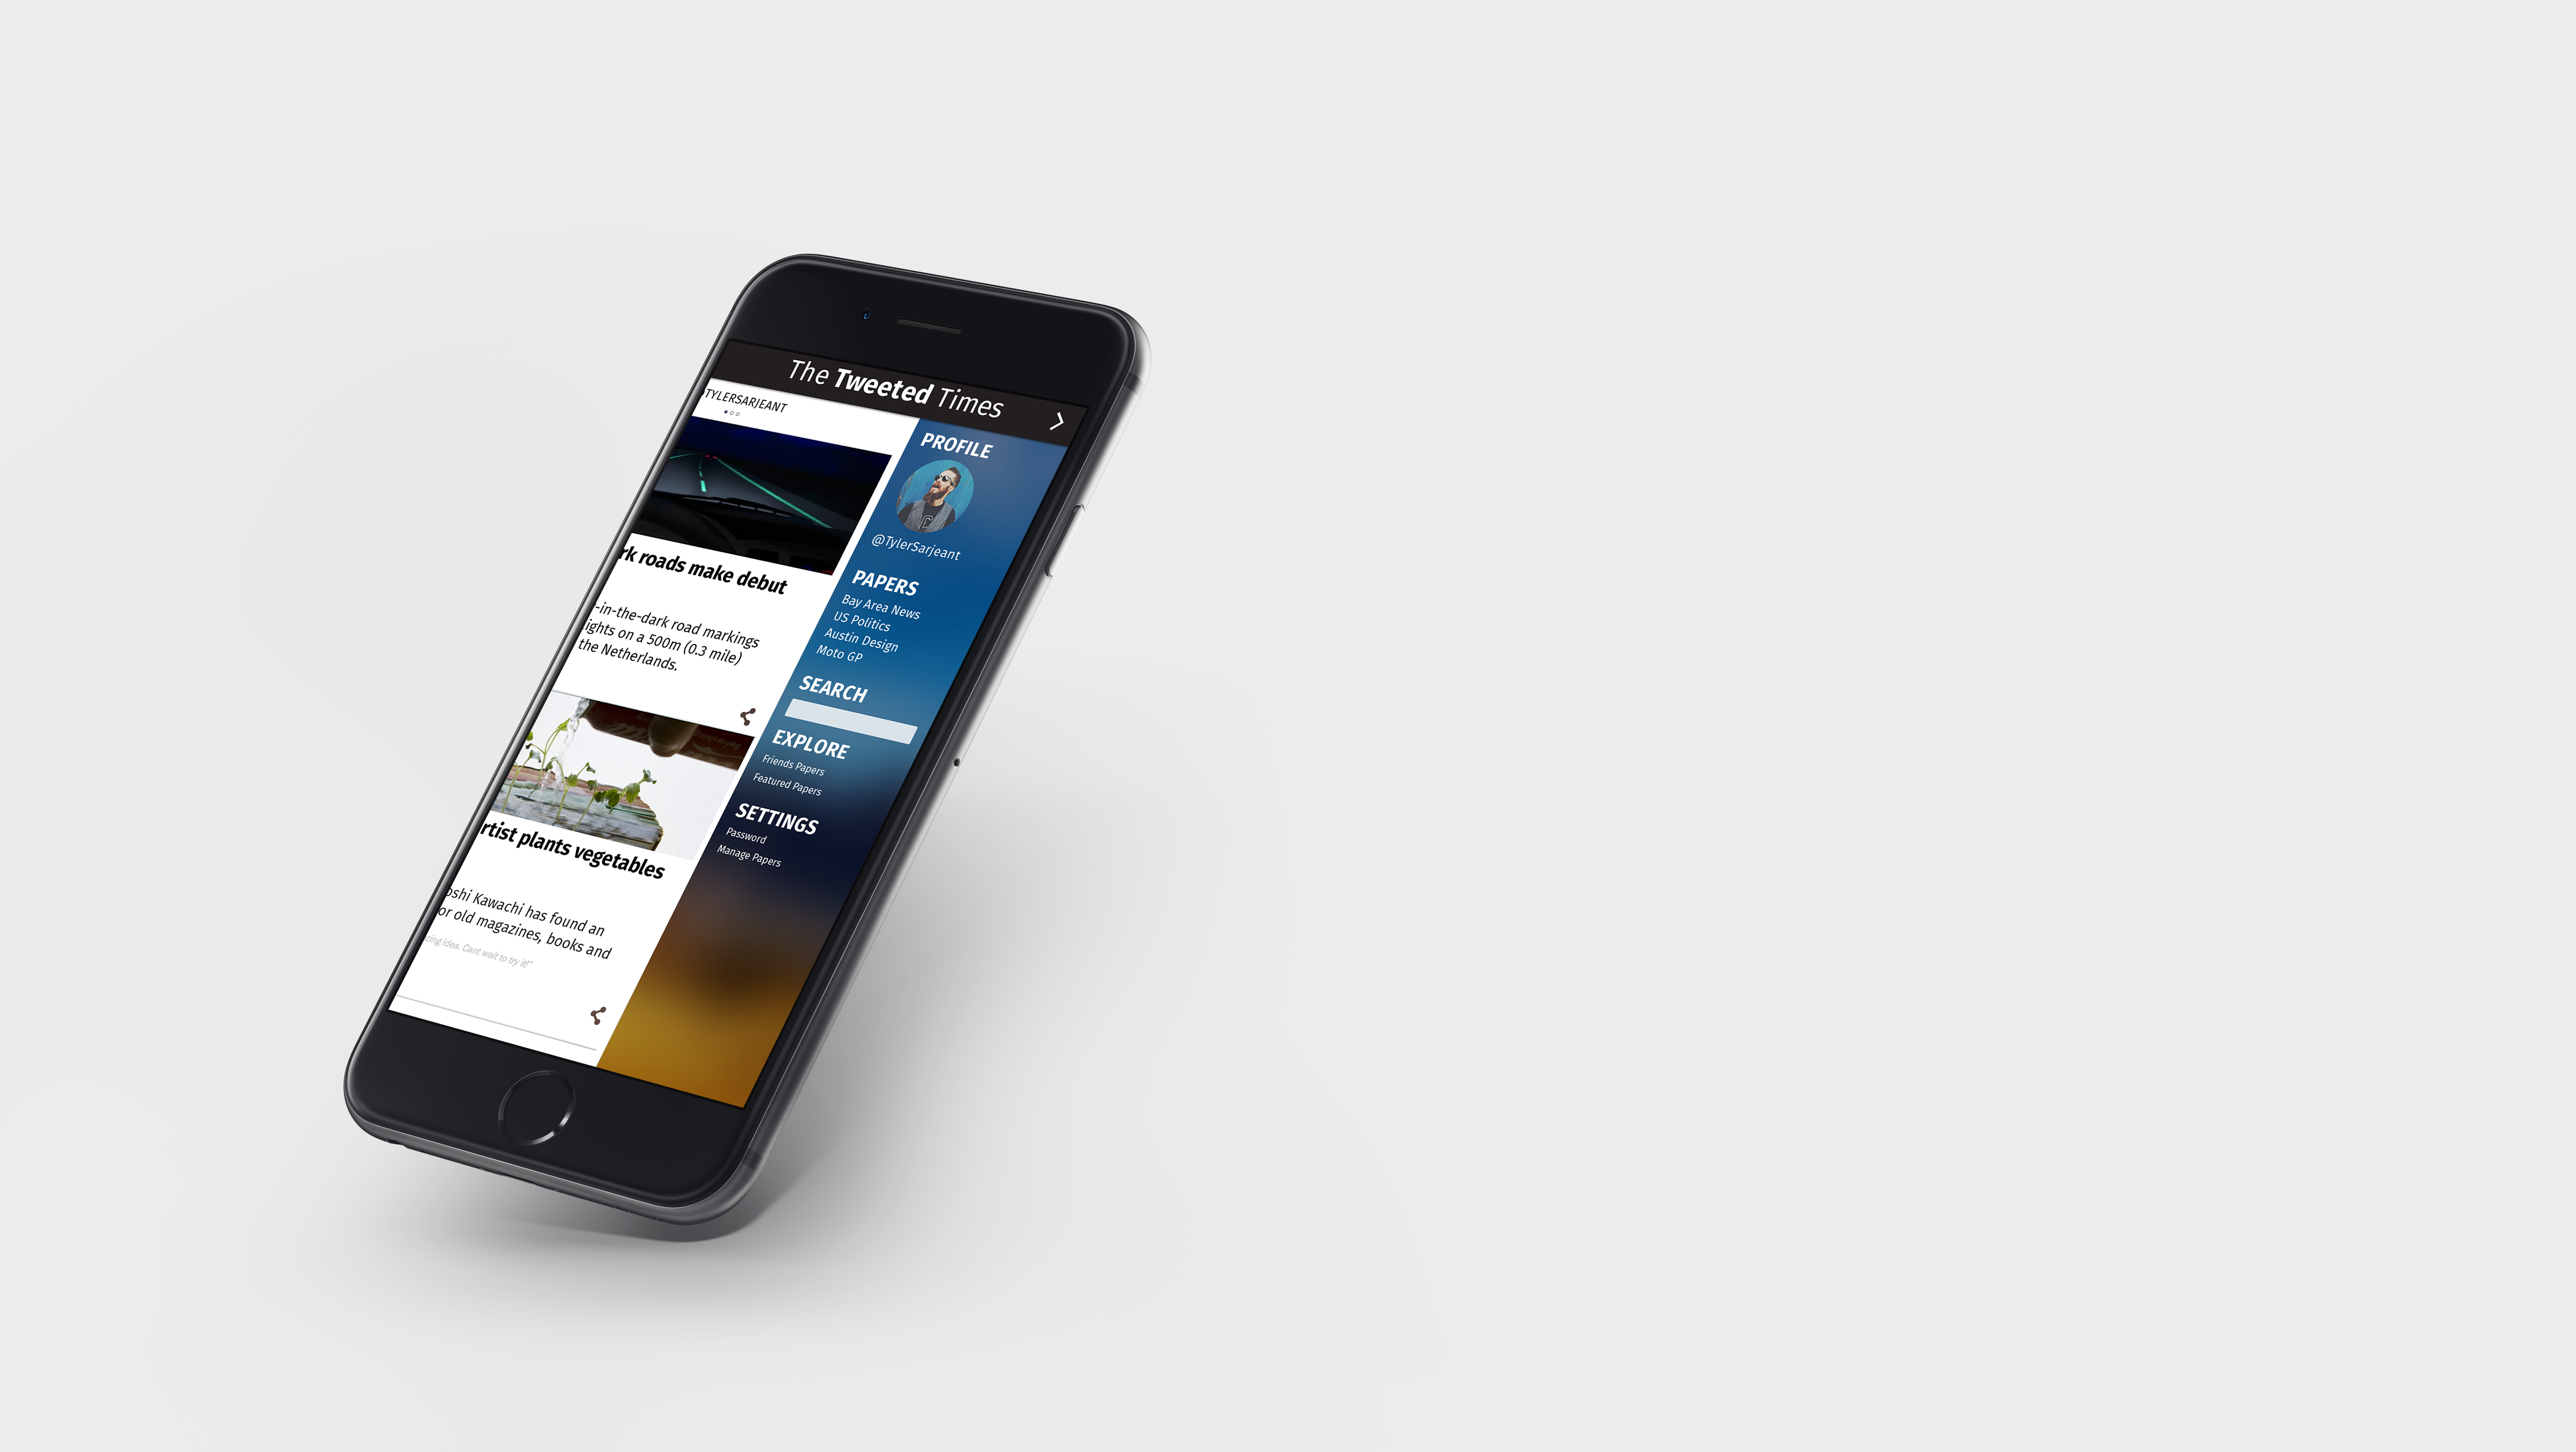 The Tweeted Times
TYLERSARJEANT
rk roads make debut
-in-the-dark road markings
ights on a 500m (0.3 mile)
the Netherlands.
rtist plants vegetables
oshi Kawachi has found an
or old magazines, books and
zing idea. Cant wait to try it!"
PROFILE
@TylerSarjeant
PAPERS
Bay Area News
US Politics
Austin Design
Moto GP
SEARCH
EXPLORE
Friends Papers
Featured Papers
SETTINGS
Password
Manage Papers